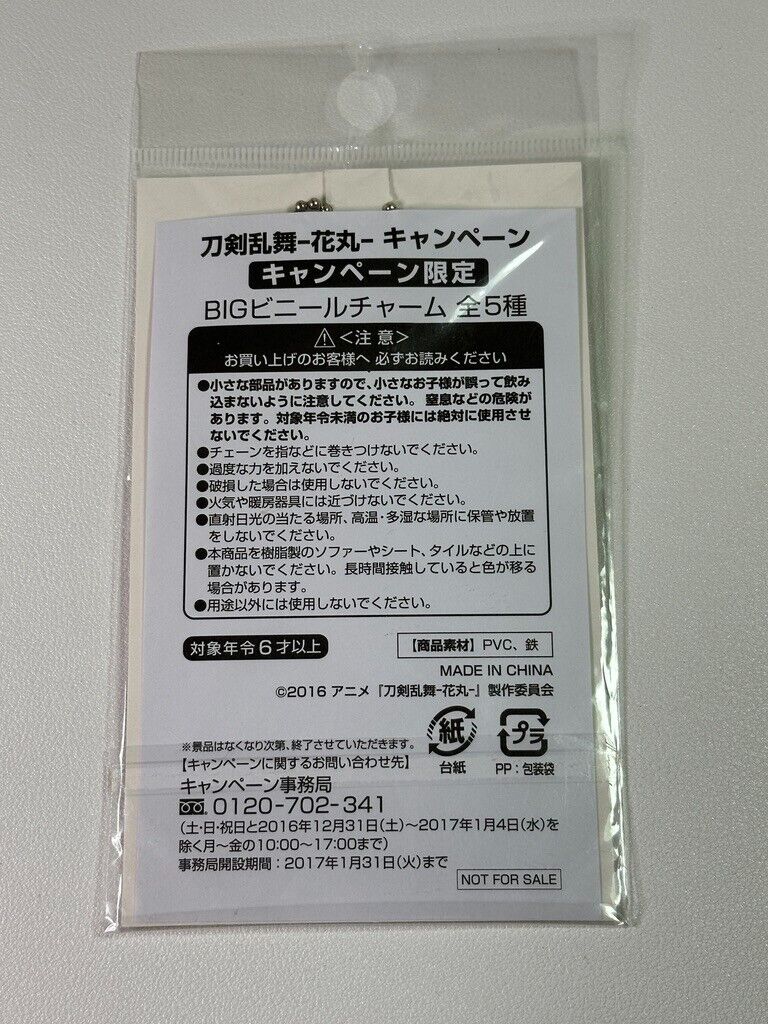 刀剣乱舞-花丸- キャンペーン
キャンペーン限定
BIGビニールチャーム 全5種
⚠<注 意>
お買い上げのお客様へ 必ずお読みください
●小さな部品がありますので、小さなお子様が誤って飲み
込まないように注意してください。窒息などの危険が
あります。対象年令未満のお子様には絶対に使用させ
ないでください。
●チェーンを指などに巻きつけないでください。
●過度な力を加えないでください。
●破損した場合は使用しないでください。
●火気や暖房器具には近づけないでください。
●直射日光の当たる場所、高温・多湿な場所に保管や放置
をしないでください。
●本商品を樹脂製のソファーやシート、タイルなどの上に
置かないでください。長時間接触していると色が移る
場合があります。
●用途以外には使用しないでください。
対象年令6才以上
【商品素材】PVC、鉄
MADE IN CHINA
©2016 アニメ『刀剣乱舞-花丸-』製作委員会
紙
台紙
プラ
PP:包装袋
※景品はなくなり次第、終了させていただきます。
【キャンペーンに関するお問い合わせ先】
キャンペーン事務局
0120-702-341
(土・日・祝日と2016年12月31日(土)~2017年1月4日(水)を
除く月~金の10:00~17:00まで)
事務局開設期間:2017年1月31日(火)まで
NOT FOR SALE